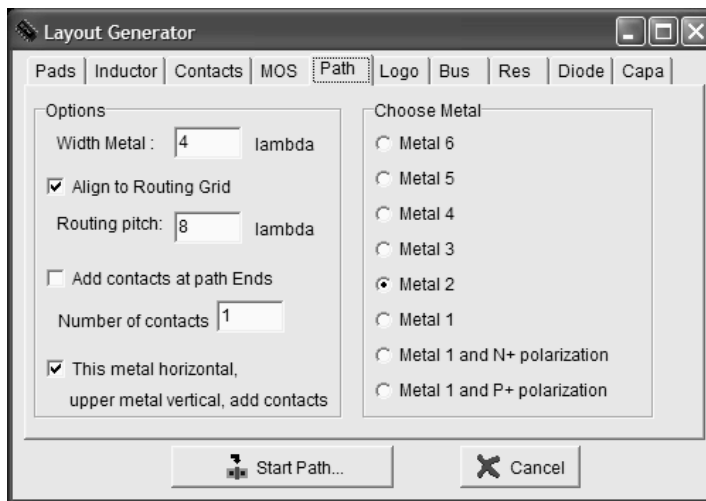 Layout Generator
Pads Inductor Contacts MOS Path Logo Bus Res Diode Capa
Options
Width Metal : 4 lambda
Align to Routing Grid
Routing pitch: 8 lambda
Add contacts at path Ends
Number of contacts 1
This metal horizontal,
upper metal vertical, add contacts
Choose Metal
Metal 6
Metal 5
Metal 4
Metal 3
Metal 2
Metal 1
Metal 1 and N+ polarization
Metal 1 and P+ polarization
Start Path... Cancel